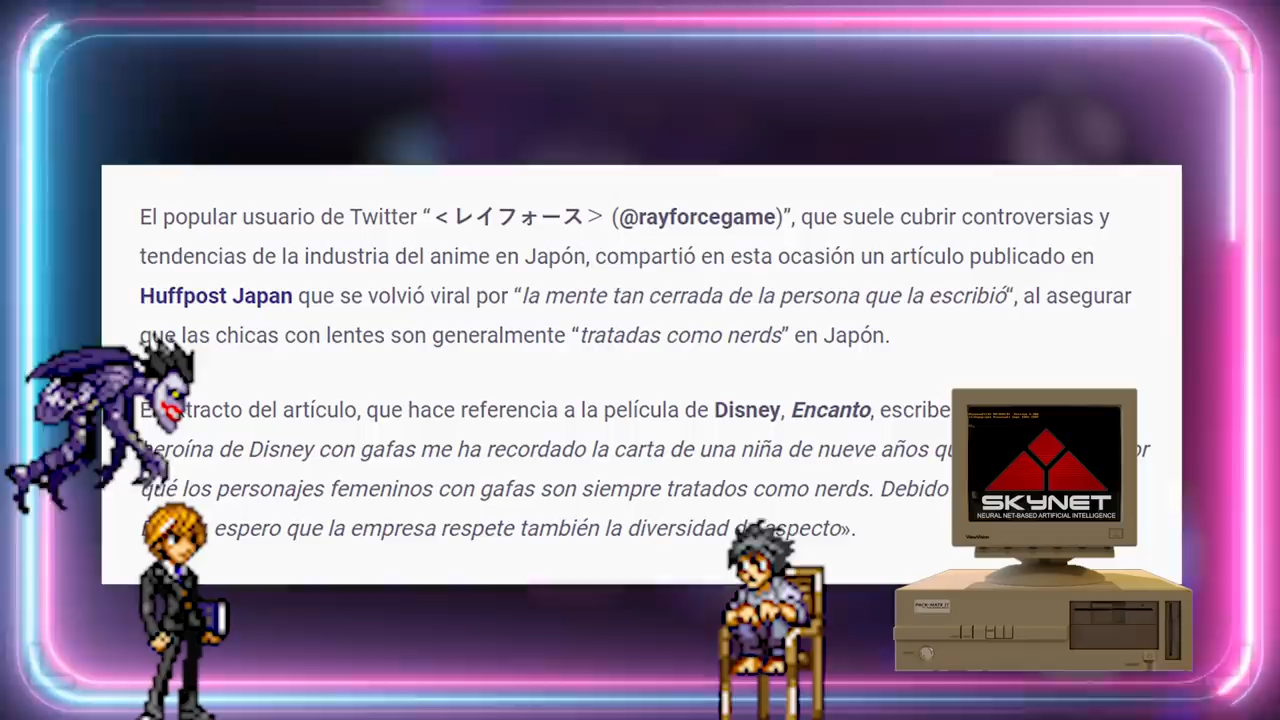 El popular usuario de Twitter “＜レイフォース＞ (@rayforcegame)”, que suele cubrir controversias y
tendencias de la industria del anime en Japón, compartió en esta ocasión un artículo publicado en
Huffpost Japan que se volvió viral por “la mente tan cerrada de la persona que la escribió“, al asegurar
que las chicas con lentes son generalmente “tratadas como nerds” en Japón.
del artículo, que hace referencia a la película de Disney, Encanto,
heroína de Disney con gafas me ha recordado la carta de una niña de nueve años
qué los personajes femeninos con gafas son siempre tratados como nerds. Debido
espero que la empresa respete también la diversidad aspecto».
SKYNET
NEURAL NET-BASED ARTIFICIAL INTELLIGENCE
ViewVision
PACK-MATE II